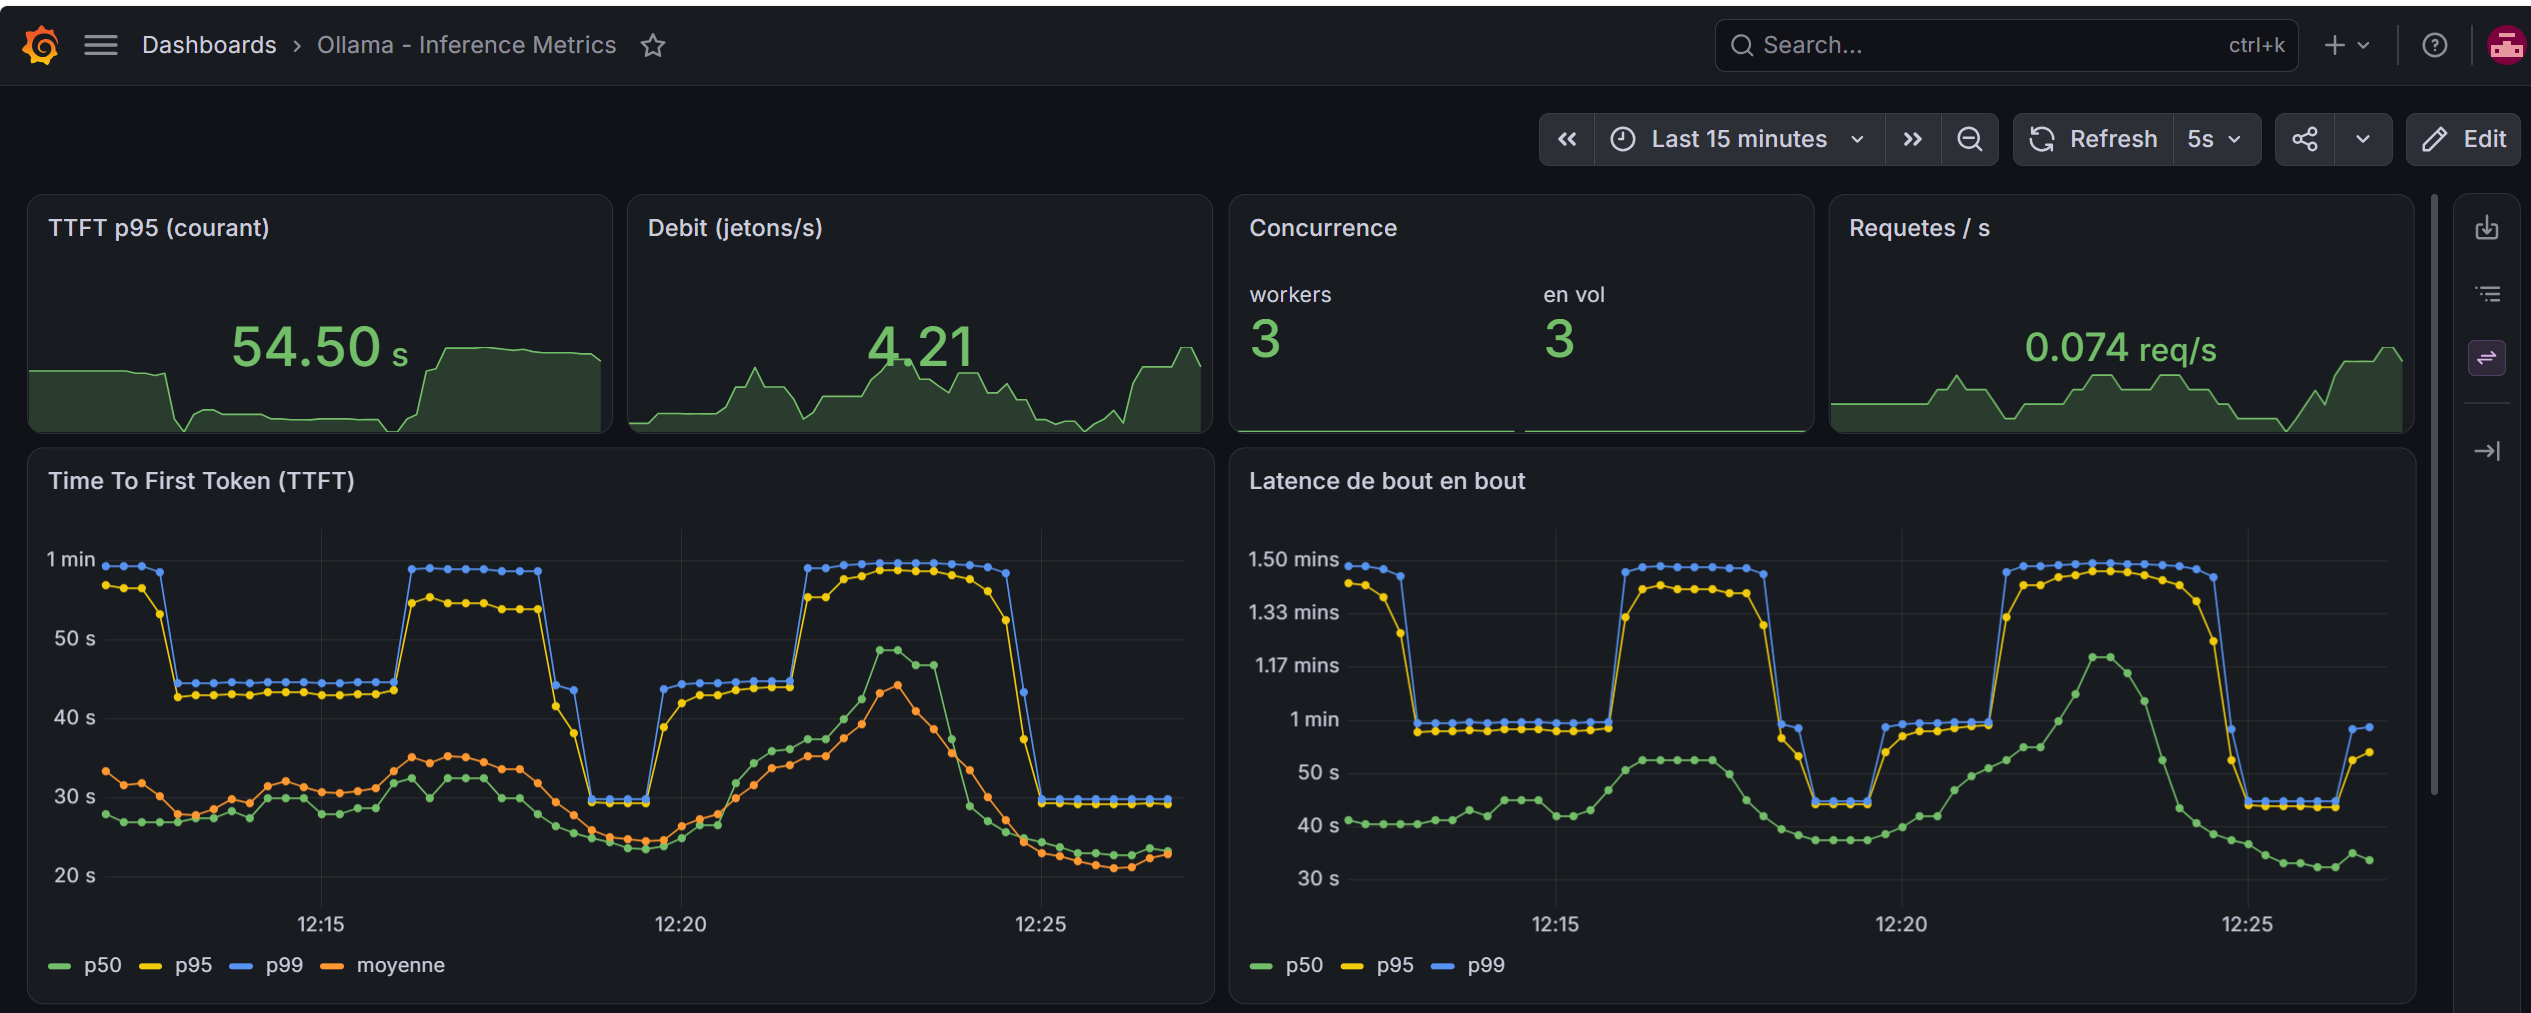 Dashboards › Ollama - Inference Metrics
Search... ctrl+k
Last 15 minutes
Refresh 5s
Edit
TTFT p95 (courant)
54.50 s
Debit (jetons/s)
4.21
Concurrence
workers en vol
3 3
Requetes / s
0.074 req/s
Time To First Token (TTFT)
1 min
50 s
40 s
30 s
20 s
12:15 12:20 12:25
p50 p95 p99 moyenne
Latence de bout en bout
1.50 mins
1.33 mins
1.17 mins
1 min
50 s
40 s
30 s
12:15 12:20 12:25
p50 p95 p99